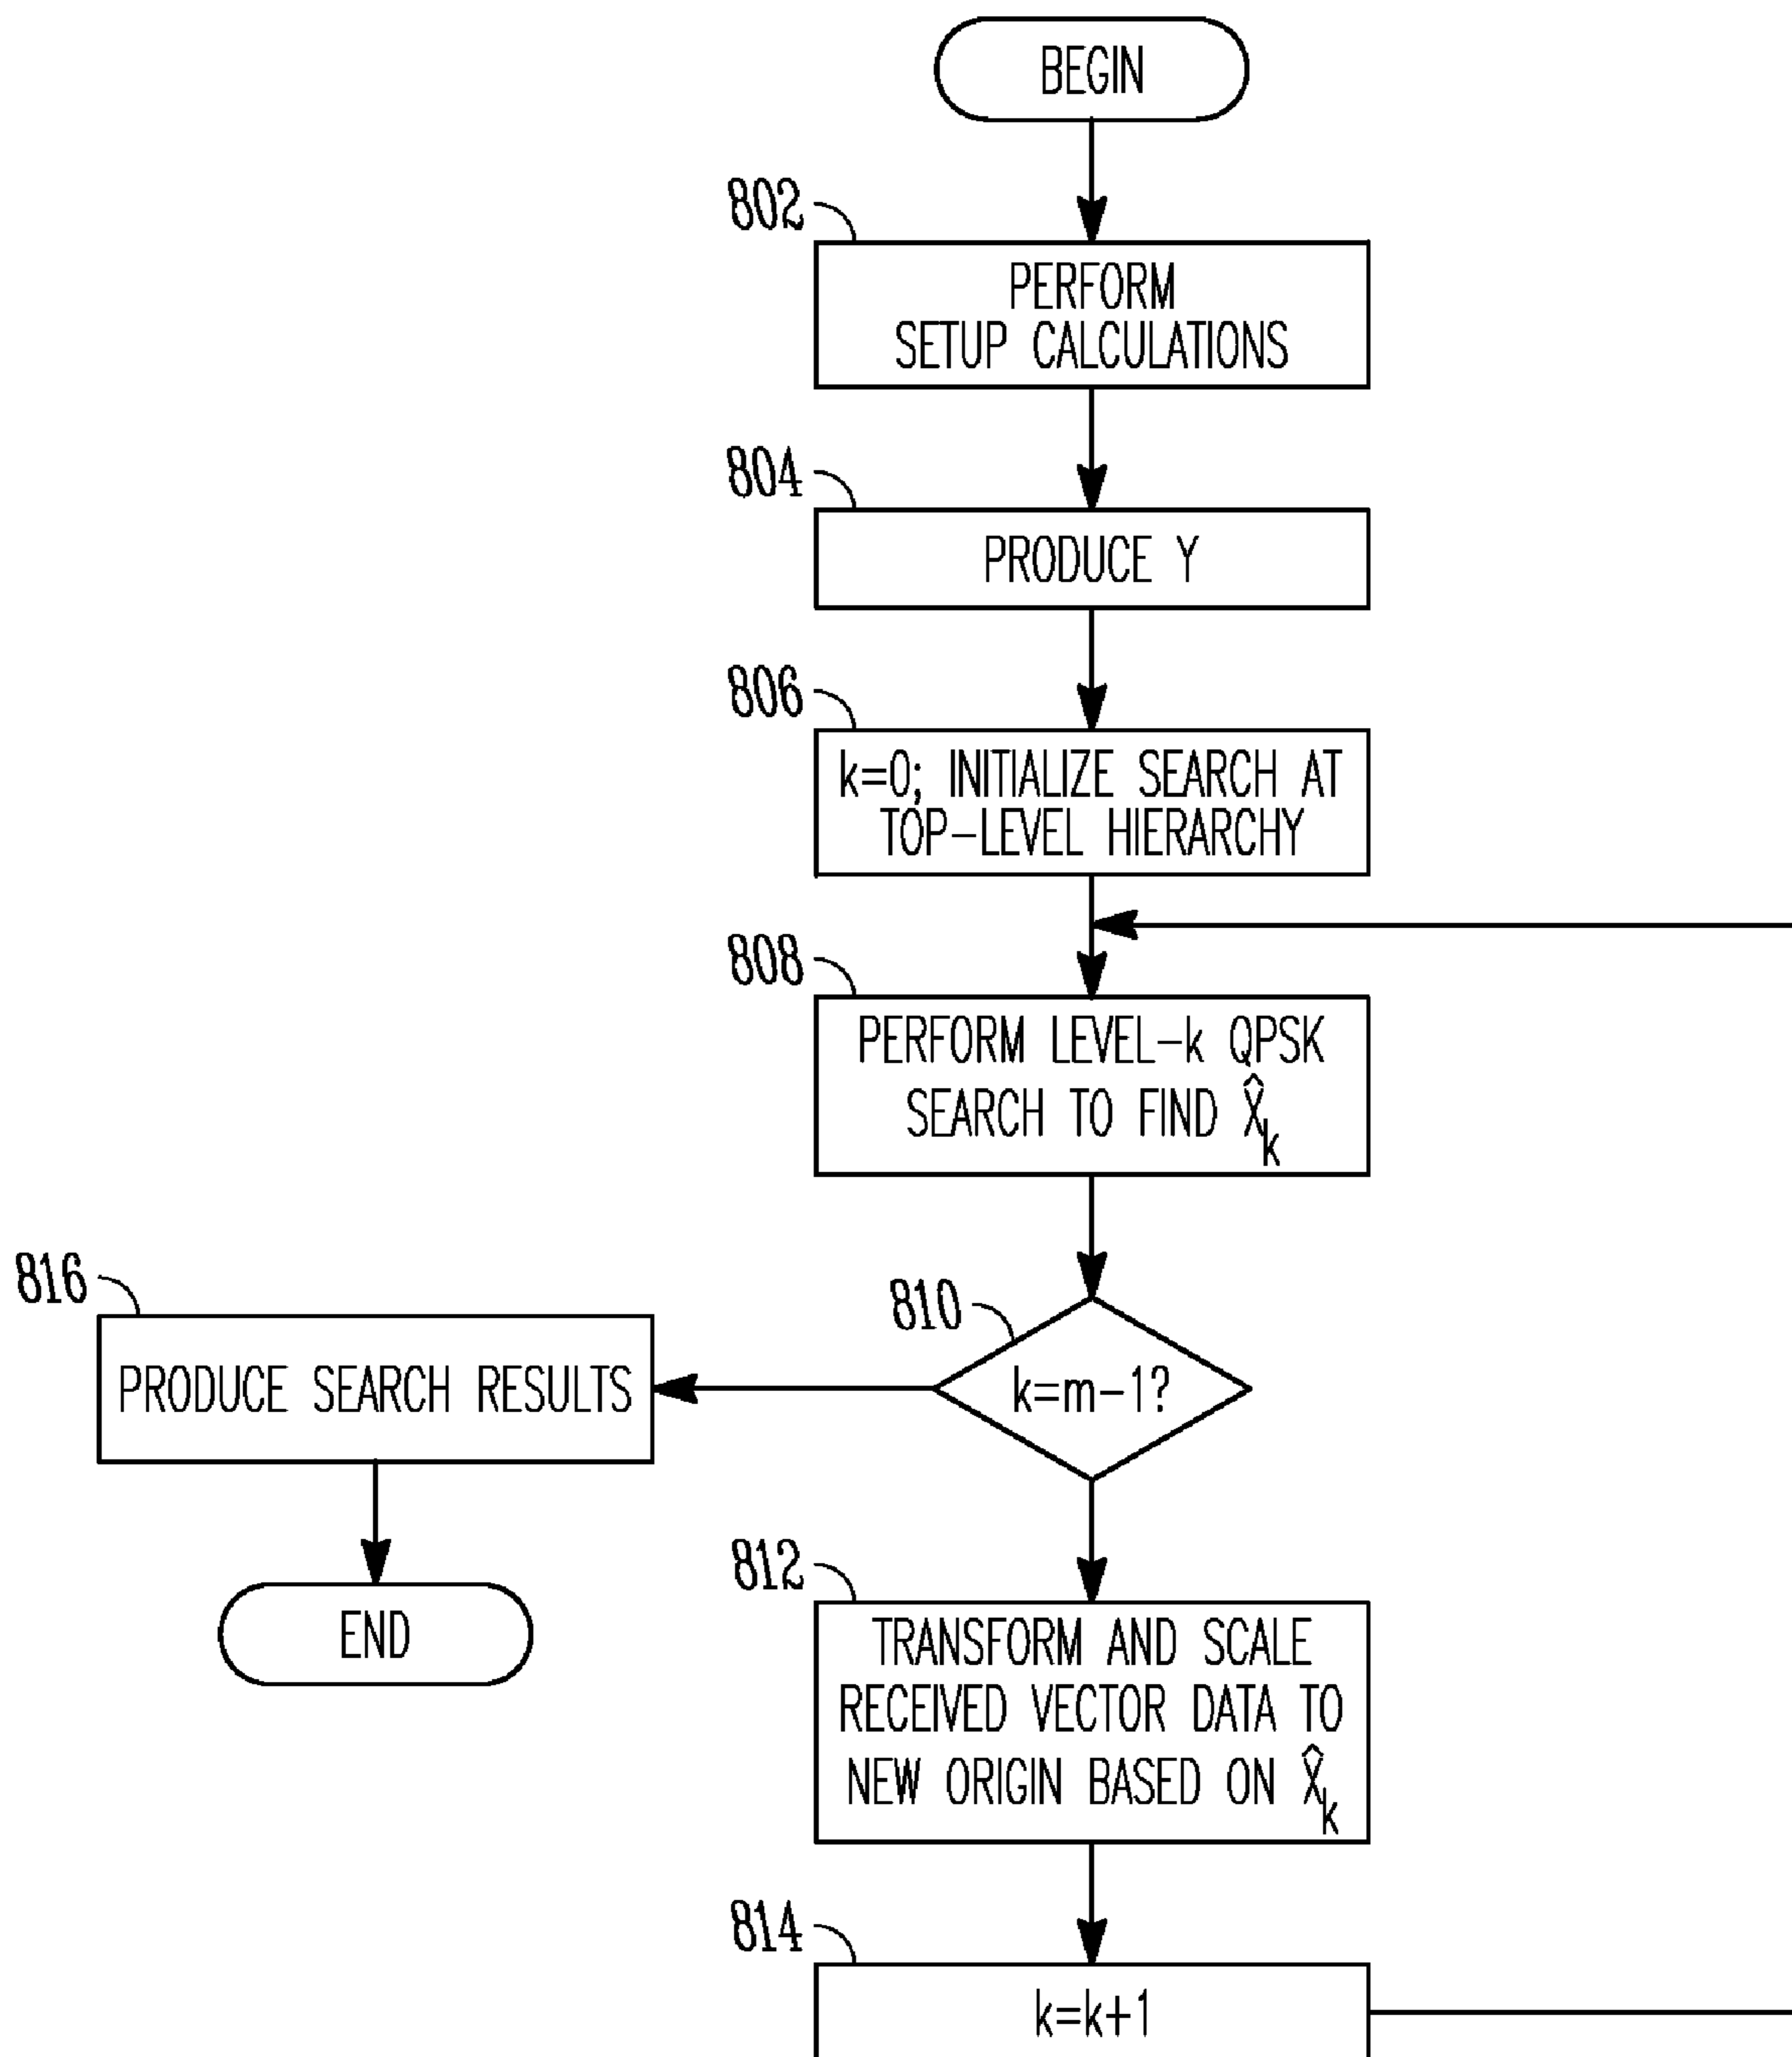 BEGIN
802
PERFORM
SETUP CALCULATIONS
804
PRODUCE Y
806
k=0; INITIALIZE SEARCH AT
TOP-LEVEL HIERARCHY
808
PERFORM LEVEL-k QPSK
SEARCH TO FIND X̂k
810
k=m-1?
816
PRODUCE SEARCH RESULTS
END
812
TRANSFORM AND SCALE
RECEIVED VECTOR DATA TO
NEW ORIGIN BASED ON X̂k
814
k=k+1